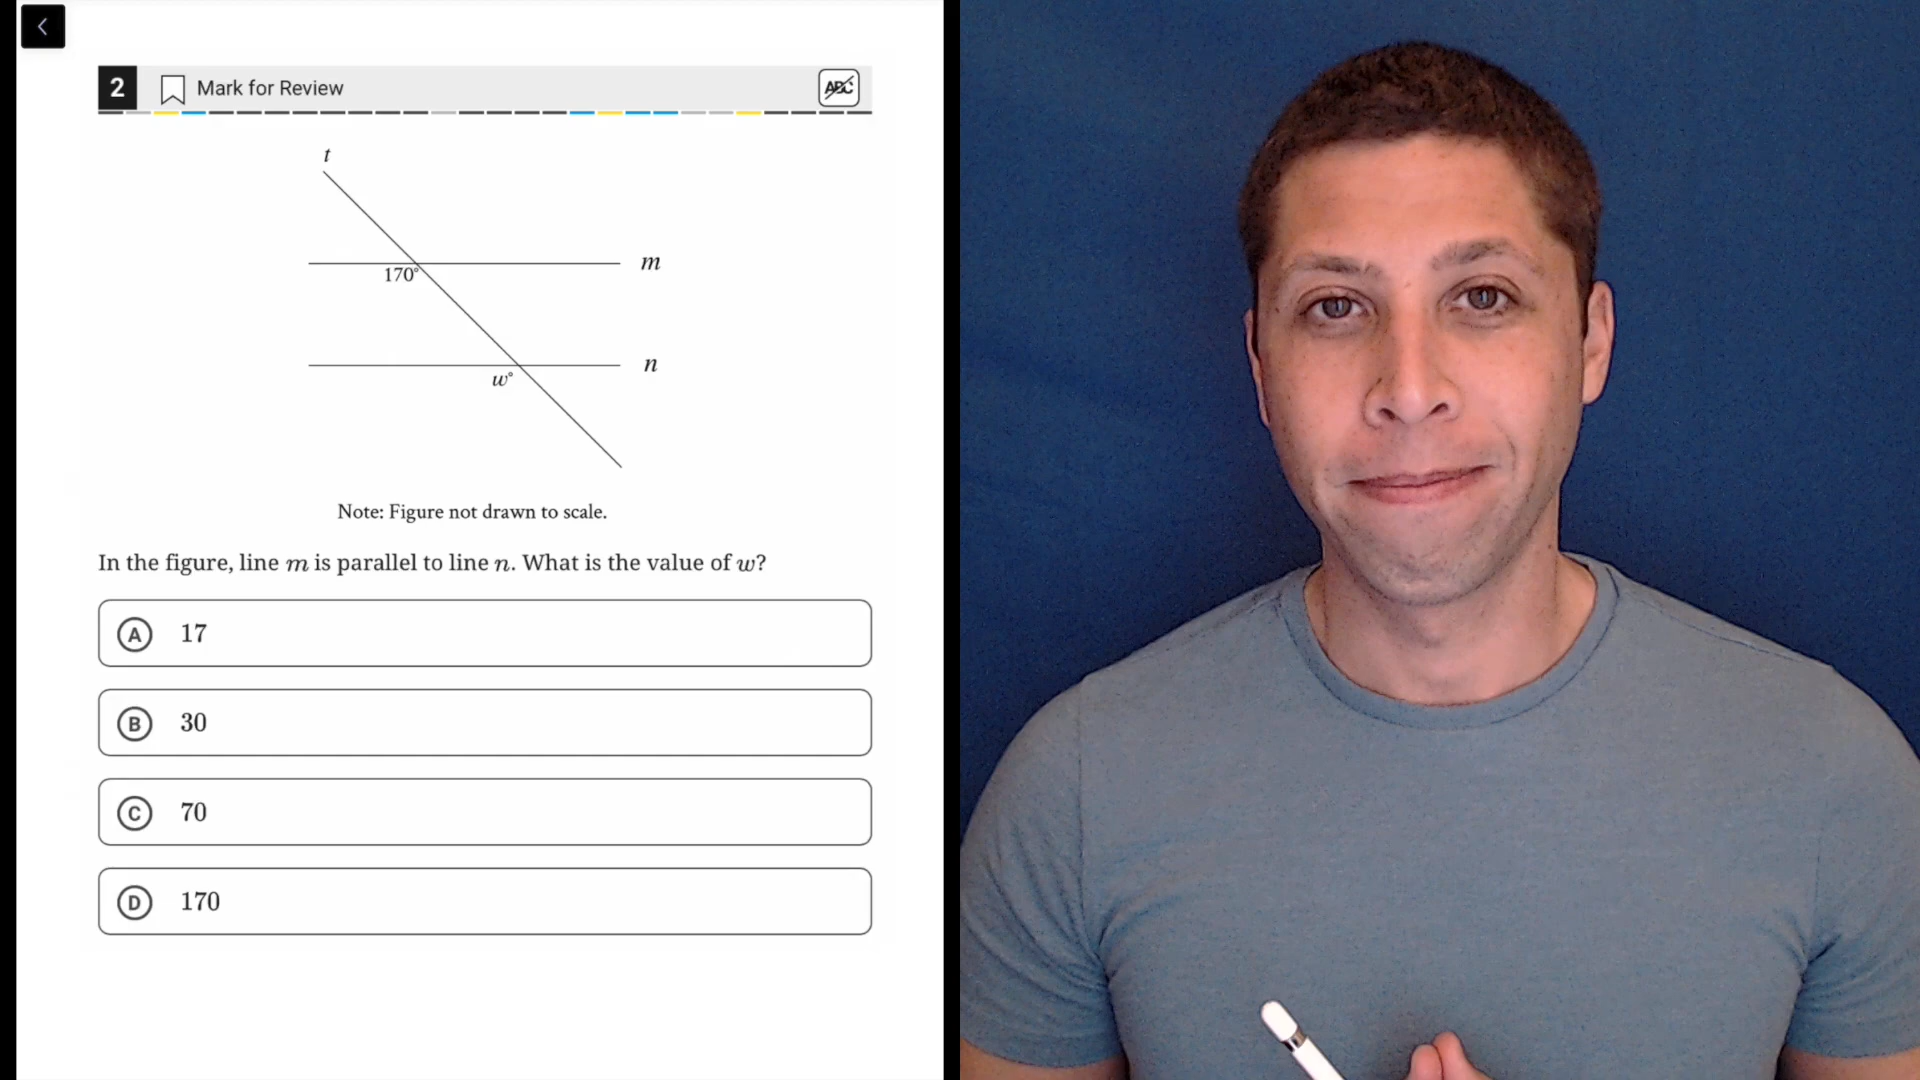 2 Mark for Review ABC
t
m
170°
n
w°
Note: Figure not drawn to scale.
In the figure, line m is parallel to line n. What is the value of w?
A 17
B 30
C 70
D 170